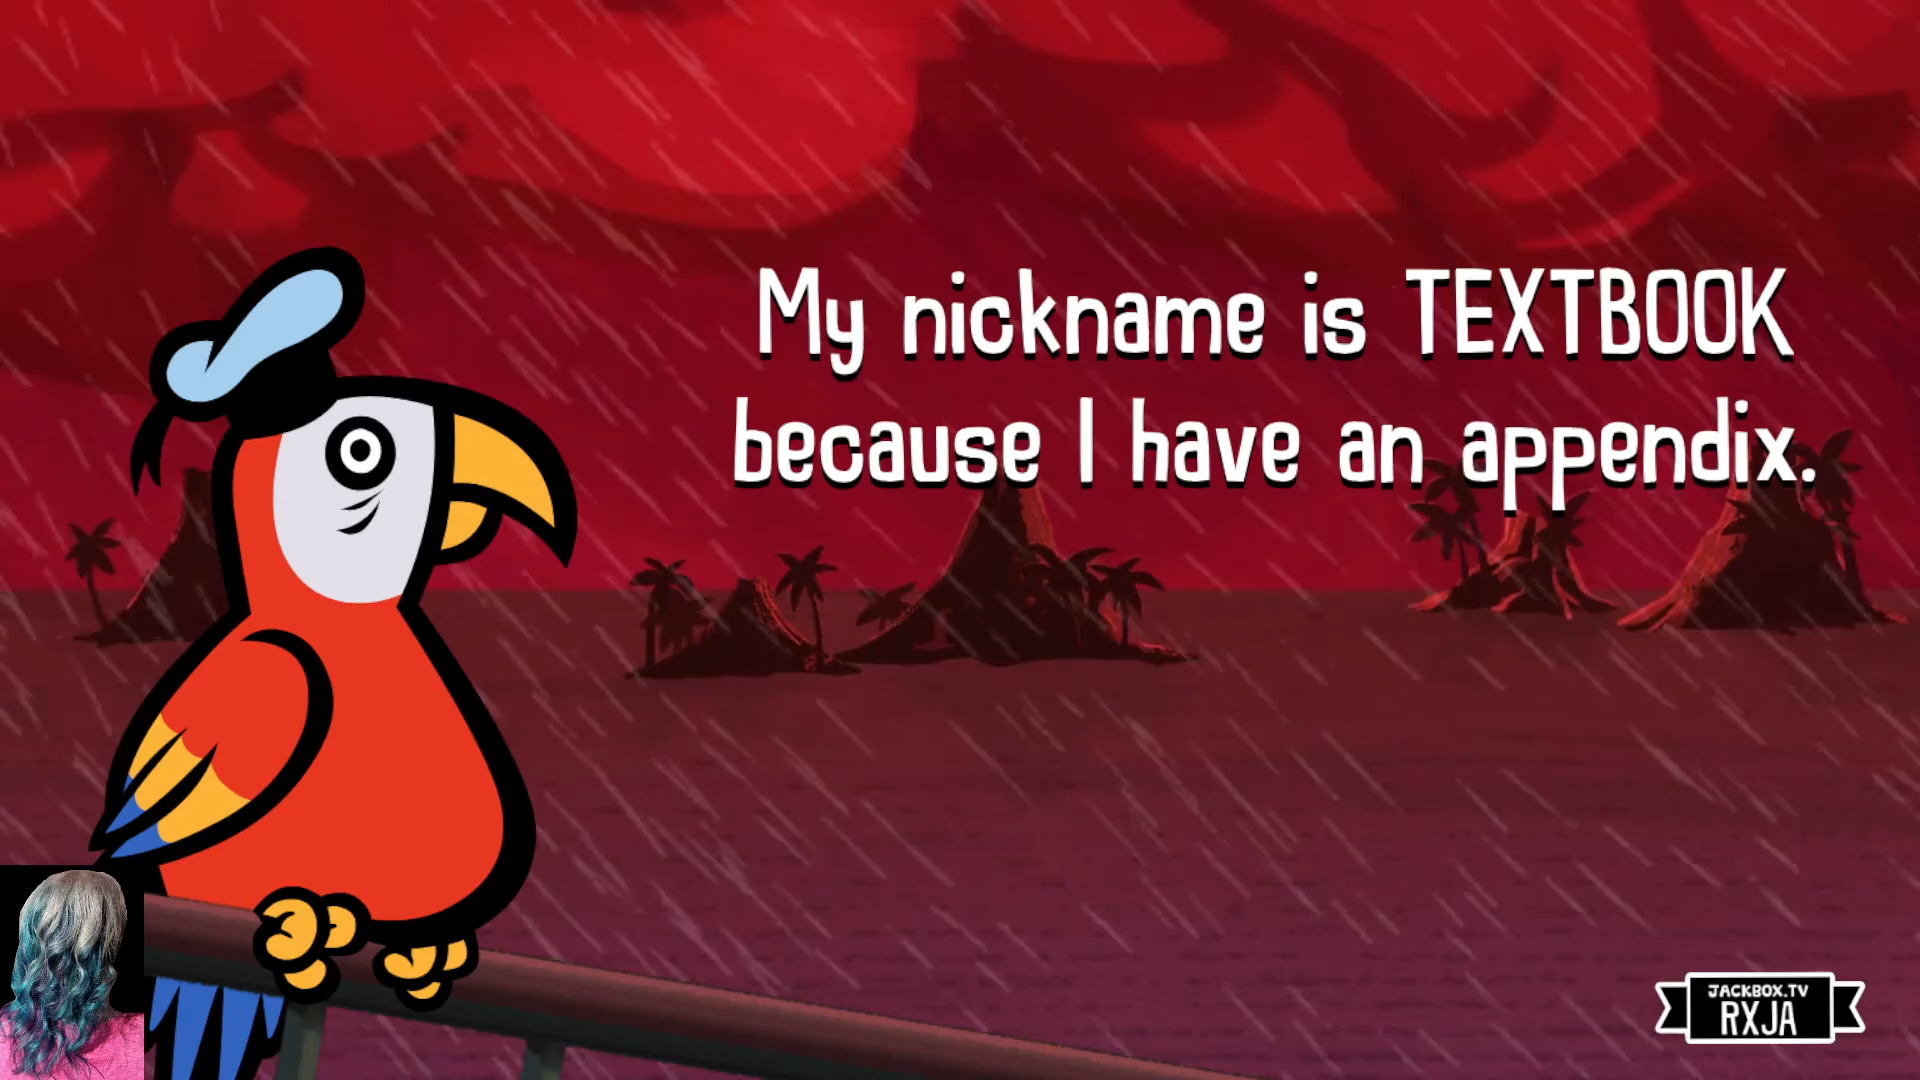 My nickname is TEXTBOOK
because I have an appendix.
JACKBOX.TV
RXJA